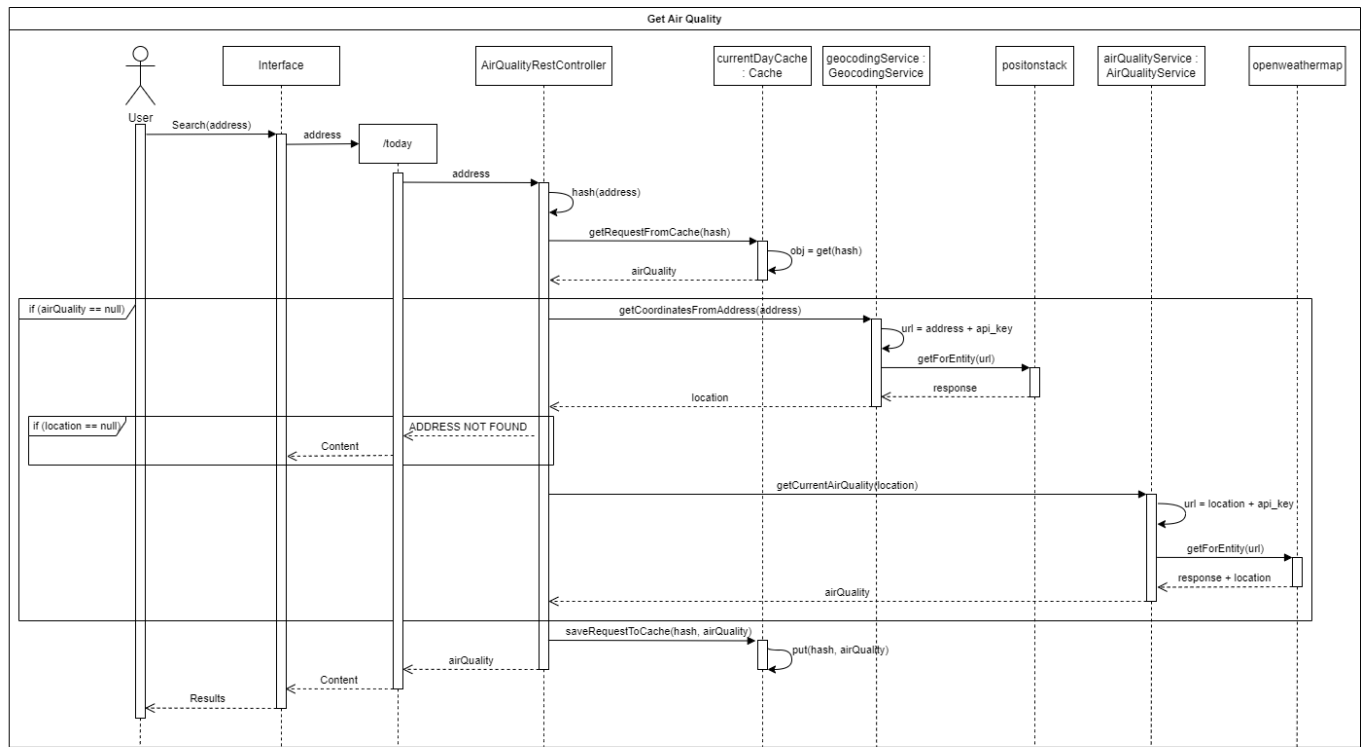 Get Air Quality
Interface
AirQualityRestController
currentDayCache
: Cache
geocodingService :
GeocodingService
positonstack
airQualityService :
AirQualityService
openweathermap
User
Search(address)
address
/today
address
hash(address)
getRequestFromCache(hash)
obj = get(hash)
airQuality
if (airQuality == null)
getCoordinatesFromAddress(address)
url = address + api_key
getForEntity(url)
response
location
if (location == null)
ADDRESS NOT FOUND
Content
getCurrentAirQuality(location)
url = location + api_key
getForEntity(url)
response + location
airQuality
saveRequestToCache(hash, airQuality)
put(hash, airQuality)
airQuality
Content
Results